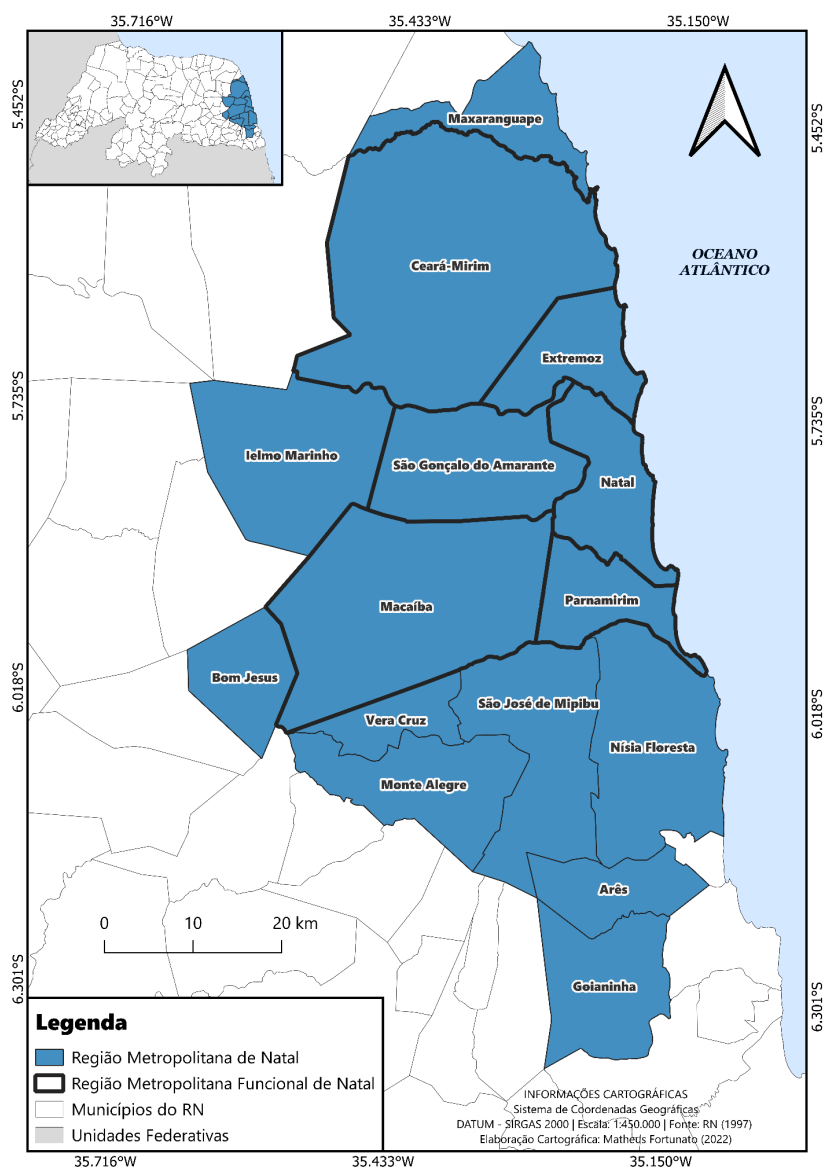 35.716°W 35.433°W 35.150°W
5.452°S 5.452°S
Maxaranguape
OCEANO
ATLÂNTICO
Ceará-Mirim
Extremoz
5.735°S 5.735°S
Ielmo Marinho
São Gonçalo do Amarante
Natal
Macaíba
Parnamirim
6.018°S 6.018°S
Bom Jesus
São José de Mipibu
Vera Cruz
Nísia Floresta
Monte Alegre
Arês
0 10 20 km
6.301°S 6.301°S
Goianinha
Legenda
Região Metropolitana de Natal
Região Metropolitana Funcional de Natal
Municípios do RN
Unidades Federativas
INFORMAÇÕES CARTOGRÁFICAS
Sistema de Coordenadas Geográficas
DATUM - SIRGAS 2000 | Escala: 1:450.000 | Fonte: RN (1997)
Elaboração Cartográfica: Matheus Fortunato (2022)
35.716°W 35.433°W 35.150°W